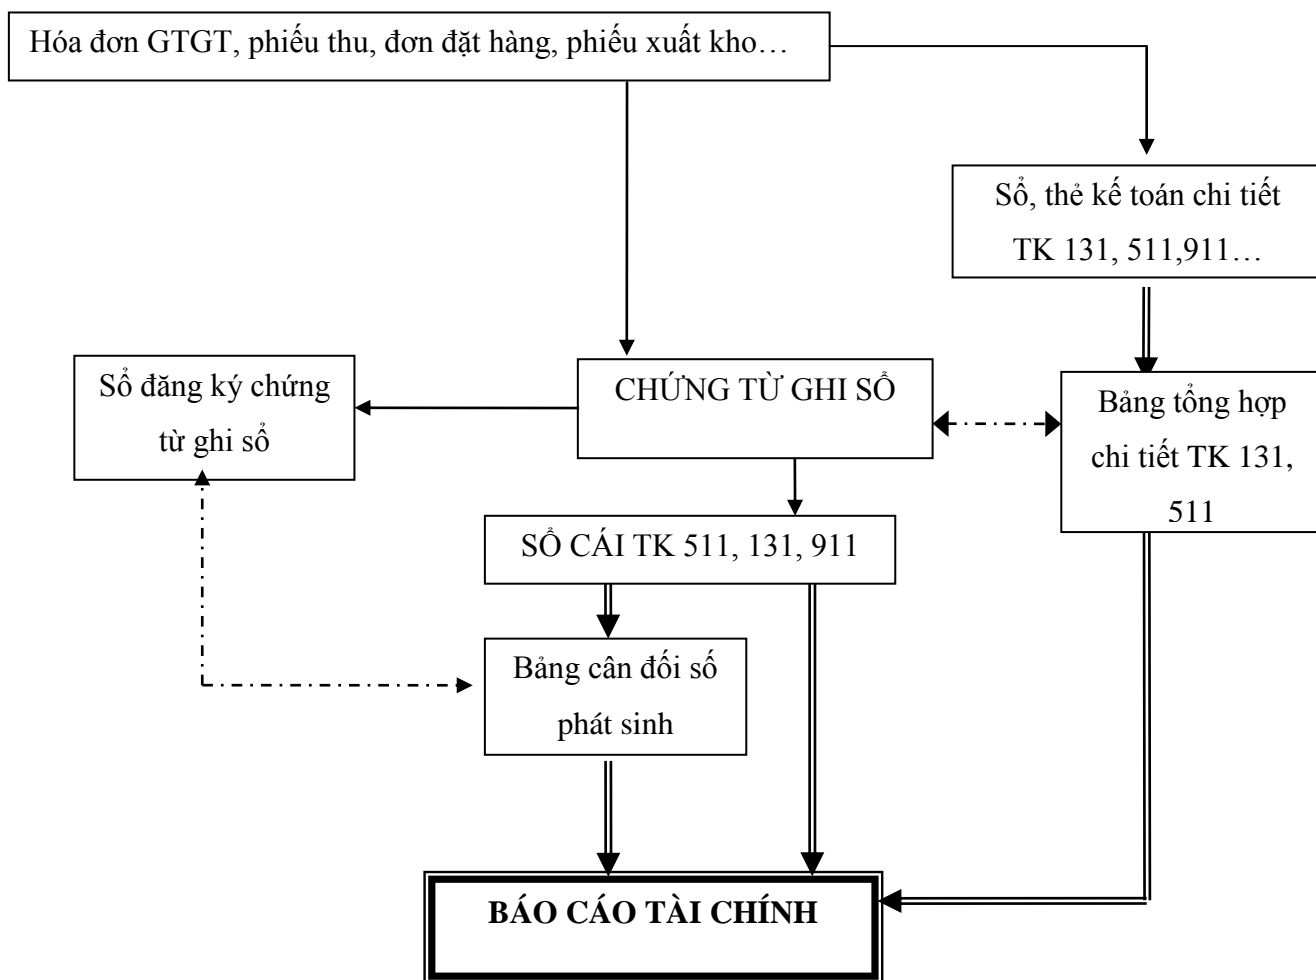 Hóa đơn GTGT, phiếu thu, đơn đặt hàng, phiếu xuất kho…
Sổ, thẻ kế toán chi tiết
TK 131, 511,911…
Sổ đăng ký chứng
từ ghi sổ
CHỨNG TỪ GHI SỔ
Bảng tổng hợp
chi tiết TK 131,
511
SỔ CÁI TK 511, 131, 911
Bảng cân đối số
phát sinh
BÁO CÁO TÀI CHÍNH